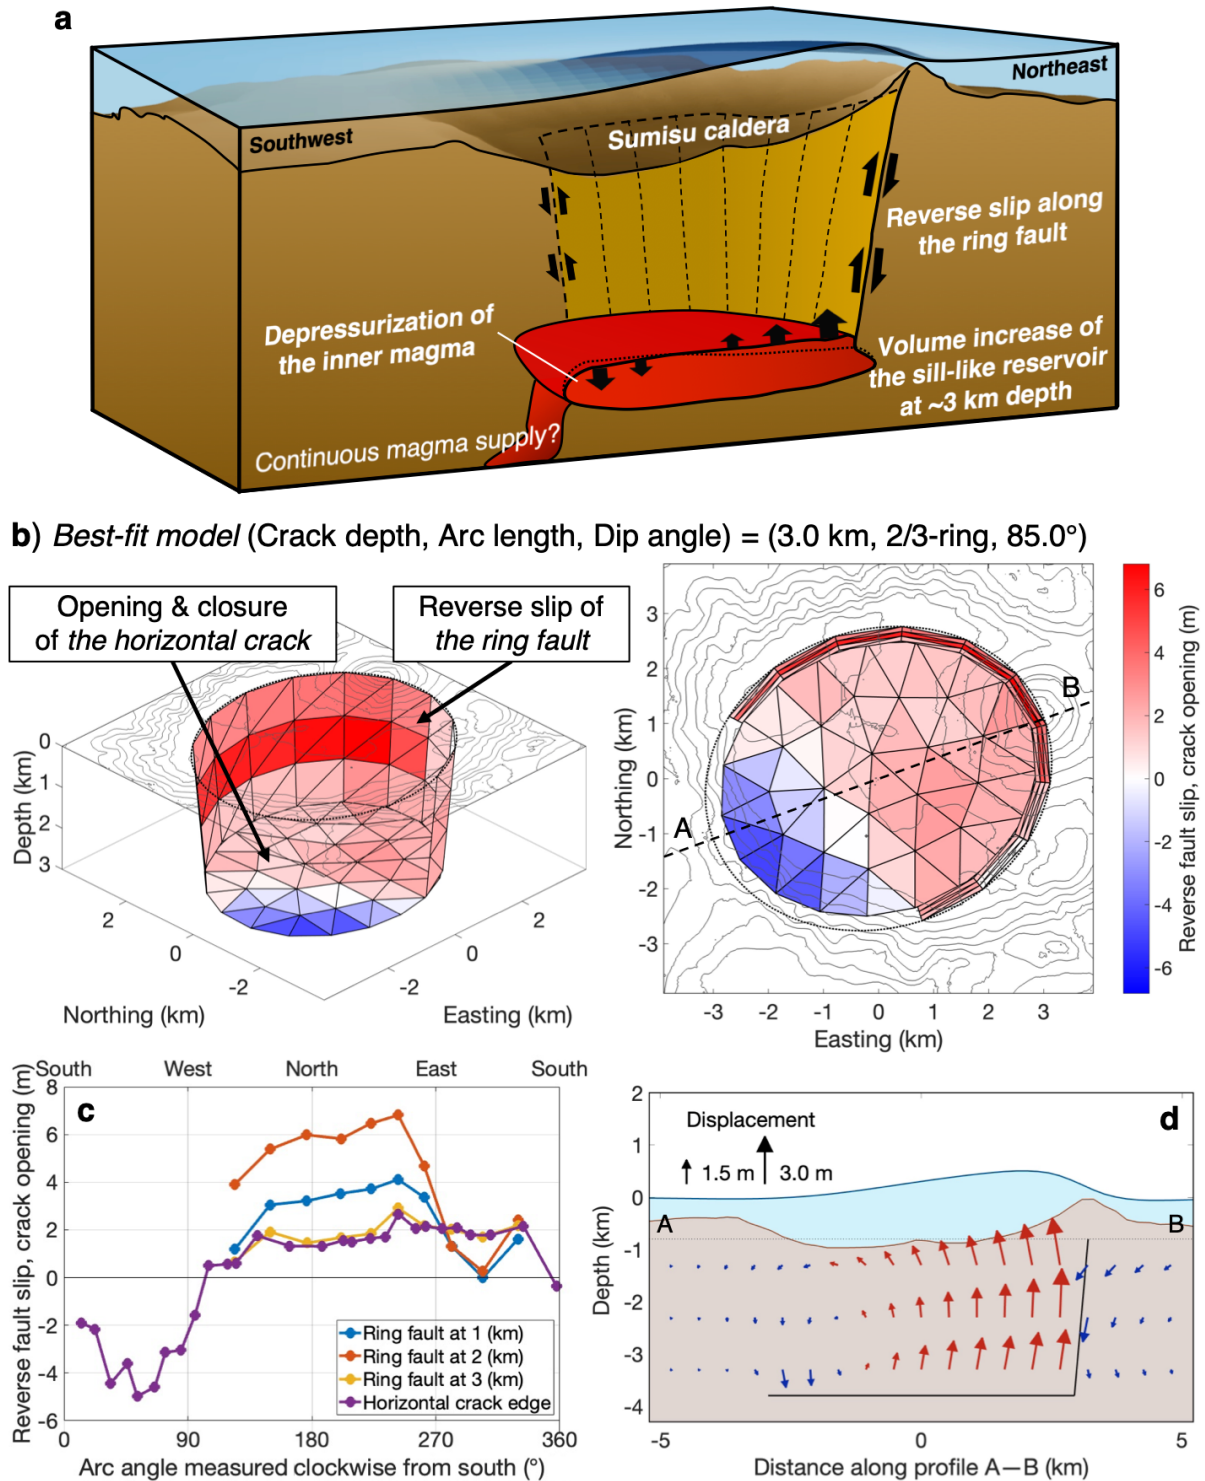 a
Northeast
Southwest
Sumisu caldera
Reverse slip along
the ring fault
Depressurization of
the inner magma
Volume increase of
the sill-like reservoir
at ~3 km depth
Continuous magma supply?
b) Best-fit model (Crack depth, Arc length, Dip angle) = (3.0 km, 2/3-ring, 85.0°)
Opening & closure
of the horizontal crack
Reverse slip of
the ring fault
0
1
2
3
Depth (km)
2
0
-2
Northing (km)
-2
0
2
Easting (km)
3
2
1
0
-1
-2
-3
Northing (km)
A
B
-3 -2 -1 0 1 2 3
Easting (km)
6
4
2
0
-2
-4
-6
Reverse fault slip, crack opening (m)
South West North East South
c
8
6
4
2
0
-2
-4
-6
Reverse fault slip, crack opening (m)
Ring fault at 1 (km)
Ring fault at 2 (km)
Ring fault at 3 (km)
Horizontal crack edge
0 90 180 270 360
Arc angle measured clockwise from south (°)
d
Displacement
1.5 m 3.0 m
2
1
0
-1
-2
-3
-4
Depth (km)
A
B
-5 0 5
Distance along profile A—B (km)